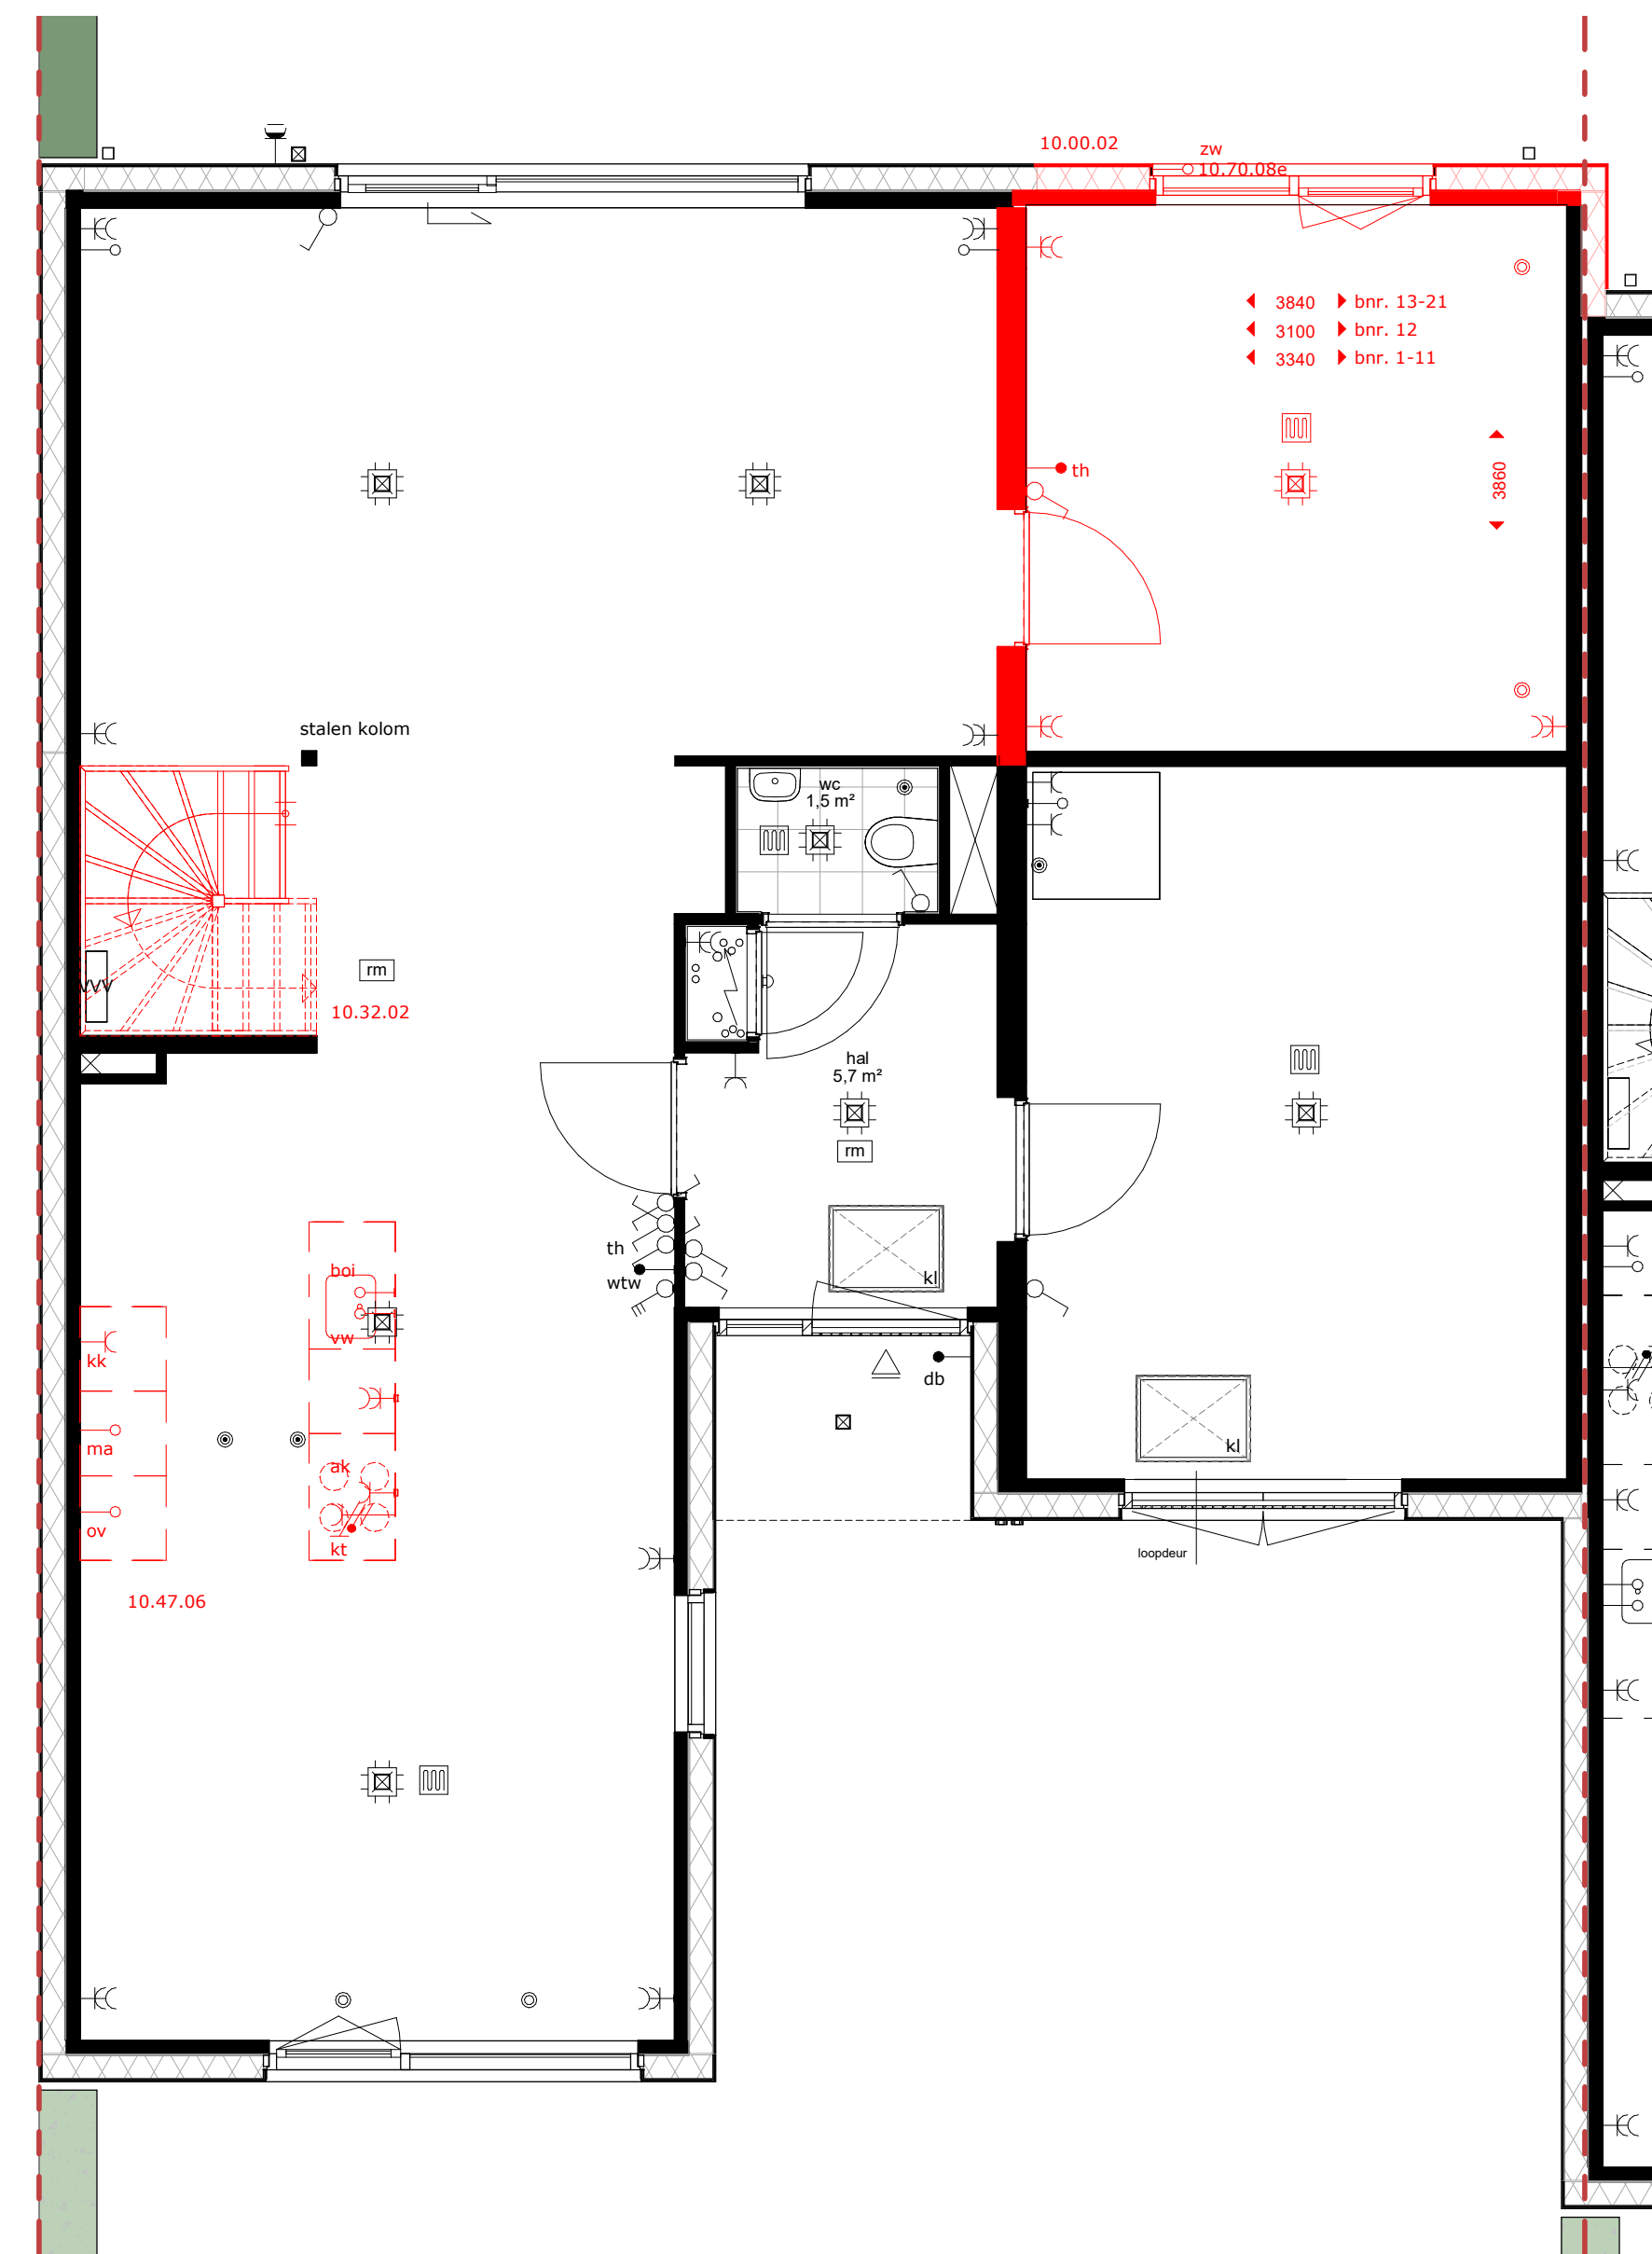 10.00.02
zw
10.70.08e
3840 bnr. 13-21
3100 bnr. 12
3340 bnr. 1-11
3860
th
stalen kolom
wc
1,5 m²
vvv
rm
10.32.02
hal
5,7 m²
rm
th
wtw
kl
boi
vw
kk
db
ma
ak
kl
ov
kt
loopdeur
10.47.06